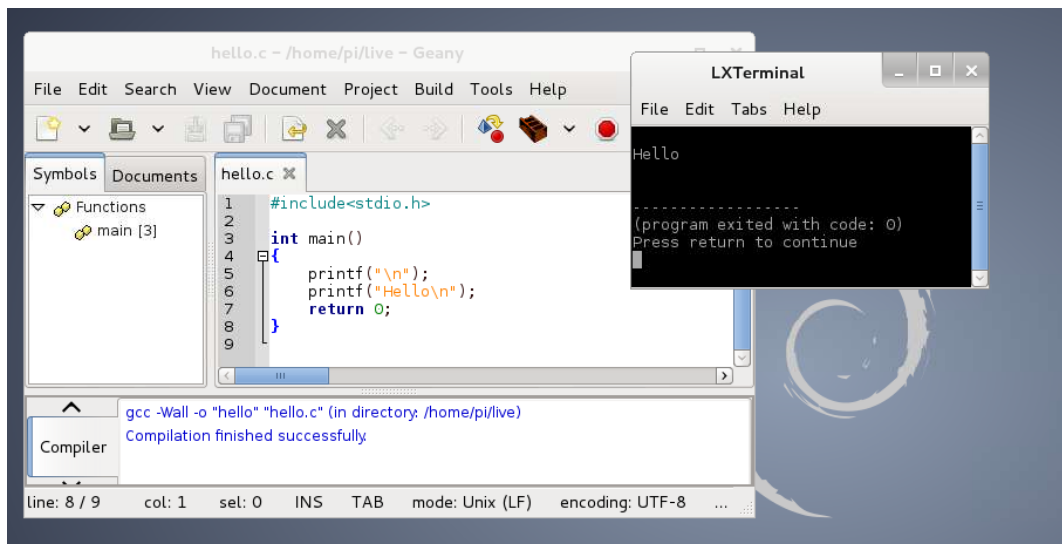 hello.c – /home/pi/live – Geany
File Edit Search View Document Project Build Tools Help
Symbols Documents
Functions
main [3]
hello.c
1 #include<stdio.h>
2
3 int main()
4 {
5 printf("\n");
6 printf("Hello\n");
7 return 0;
8 }
9
Compiler
gcc -Wall -o "hello" "hello.c" (in directory: /home/pi/live)
Compilation finished successfully.
line: 8 / 9 col: 1 sel: 0 INS TAB mode: Unix (LF) encoding: UTF-8 ...
LXTerminal
File Edit Tabs Help
Hello
------------------
(program exited with code: 0)
Press return to continue